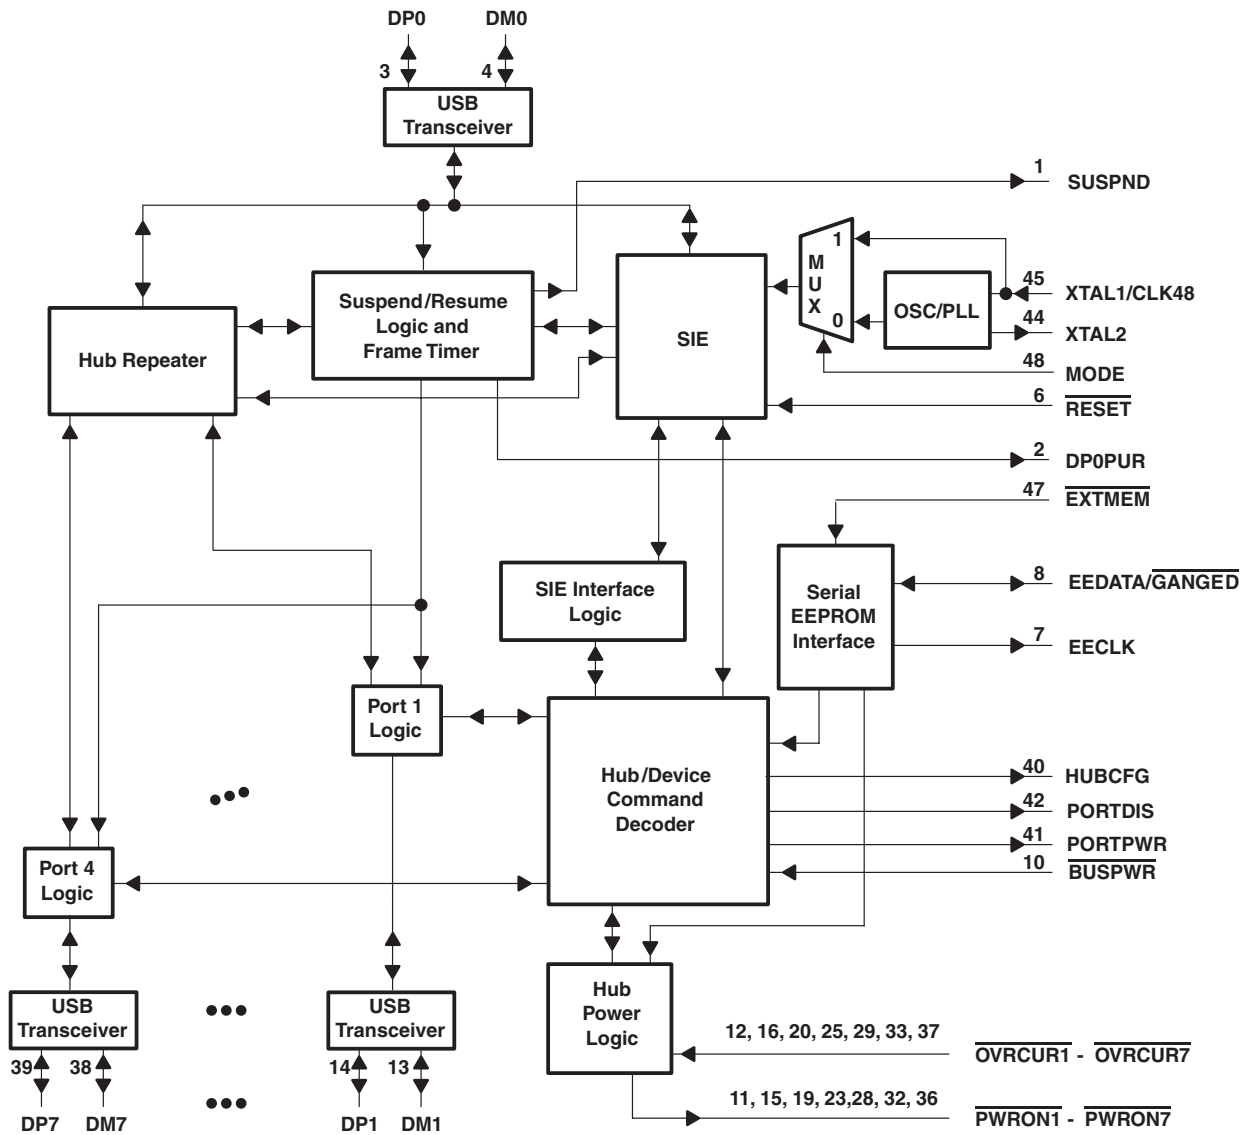 DP0 DM0
3 4
USB
Transceiver
1 SUSPND
Suspend/Resume
Logic and
Frame Timer
Hub Repeater
SIE
1
M
U
X
0
OSC/PLL
45 XTAL1/CLK48
44 XTAL2
48 MODE
6 RESET
2 DP0PUR
47 EXTMEM
SIE Interface
Logic
Serial
EEPROM
Interface
8 EEDATA/GANGED
7 EECLK
Port 1
Logic
Hub/Device
Command
Decoder
40 HUBCFG
42 PORTDIS
41 PORTPWR
10 BUSPWR
Port 4
Logic
USB
Transceiver
USB
Transceiver
Hub
Power
Logic
12, 16, 20, 25, 29, 33, 37
OVRCUR1 - OVRCUR7
39 38 14 13
11, 15, 19, 23,28, 32, 36
PWRON1 - PWRON7
DP7 DM7 DP1 DM1